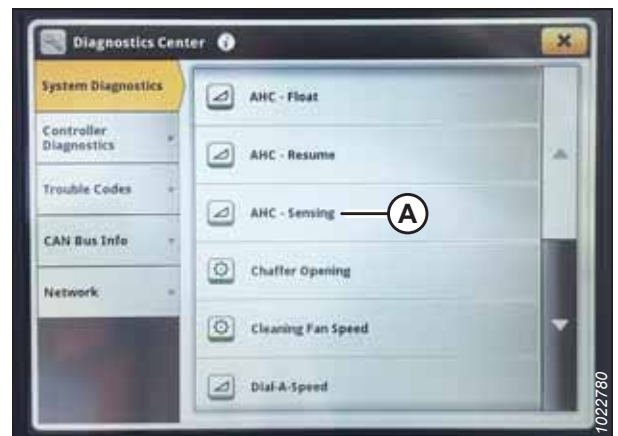 Diagnostics Center
System Diagnostics
Controller
Diagnostics
Trouble Codes
CAN Bus Info
Network
AHC - Float
AHC - Resume
AHC - Sensing
A
Chaffer Opening
Cleaning Fan Speed
Dial-A-Speed
1022780